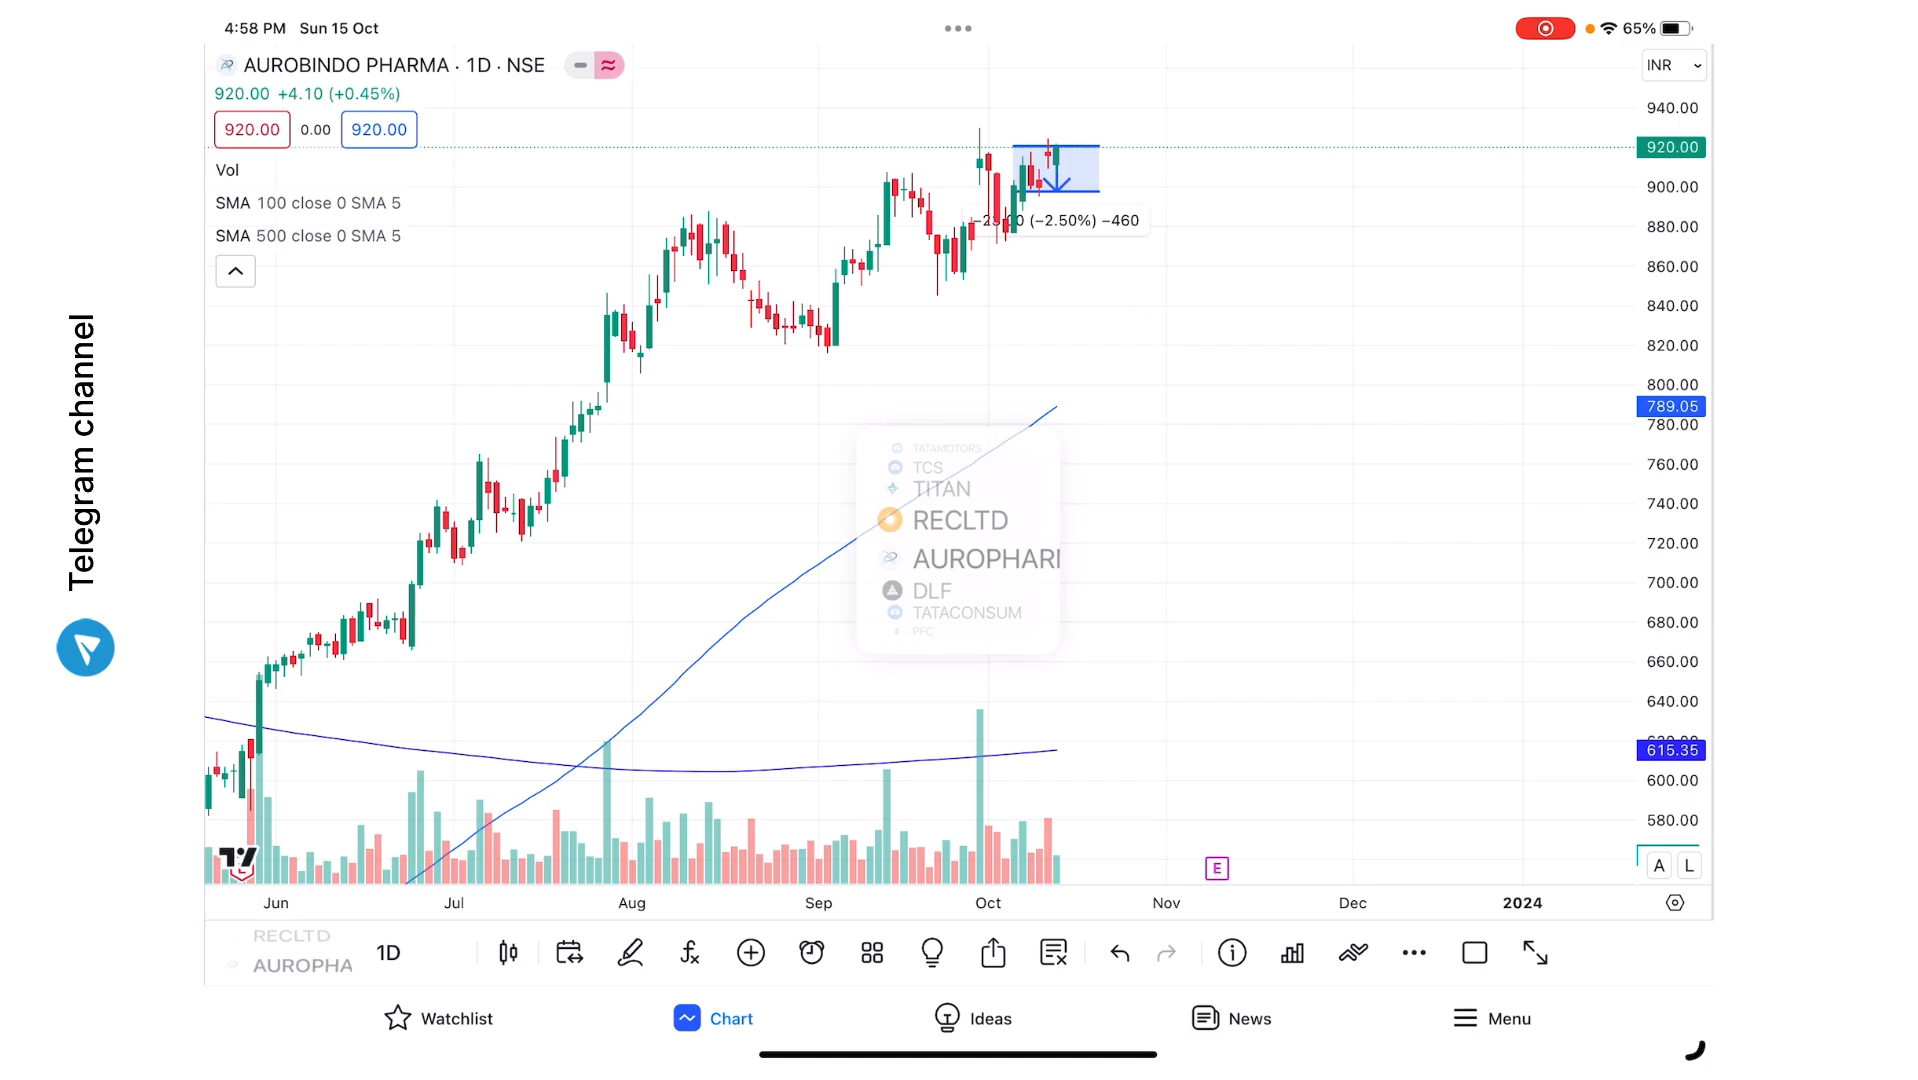 4:58 PM Sun 15 Oct
65%
AUROBINDO PHARMA · 1D · NSE
INR
920.00 +4.10 (+0.45%)
920.00 0.00 920.00
Vol
SMA 100 close 0 SMA 5
SMA 500 close 0 SMA 5
(−2.50%) −460
940.00
920.00
900.00
880.00
860.00
840.00
820.00
800.00
789.05
780.00
760.00
740.00
720.00
700.00
680.00
660.00
640.00
615.35
600.00
580.00
Telegram channel
TATAMOTORS
TCS
TITAN
RECLTD
AUROPHAR
DLF
TATACONSUM
PFC
E
A L
Jun Jul Aug Sep Oct Nov Dec 2024
RECLTD
AUROPHA
1D
Watchlist Chart Ideas News Menu